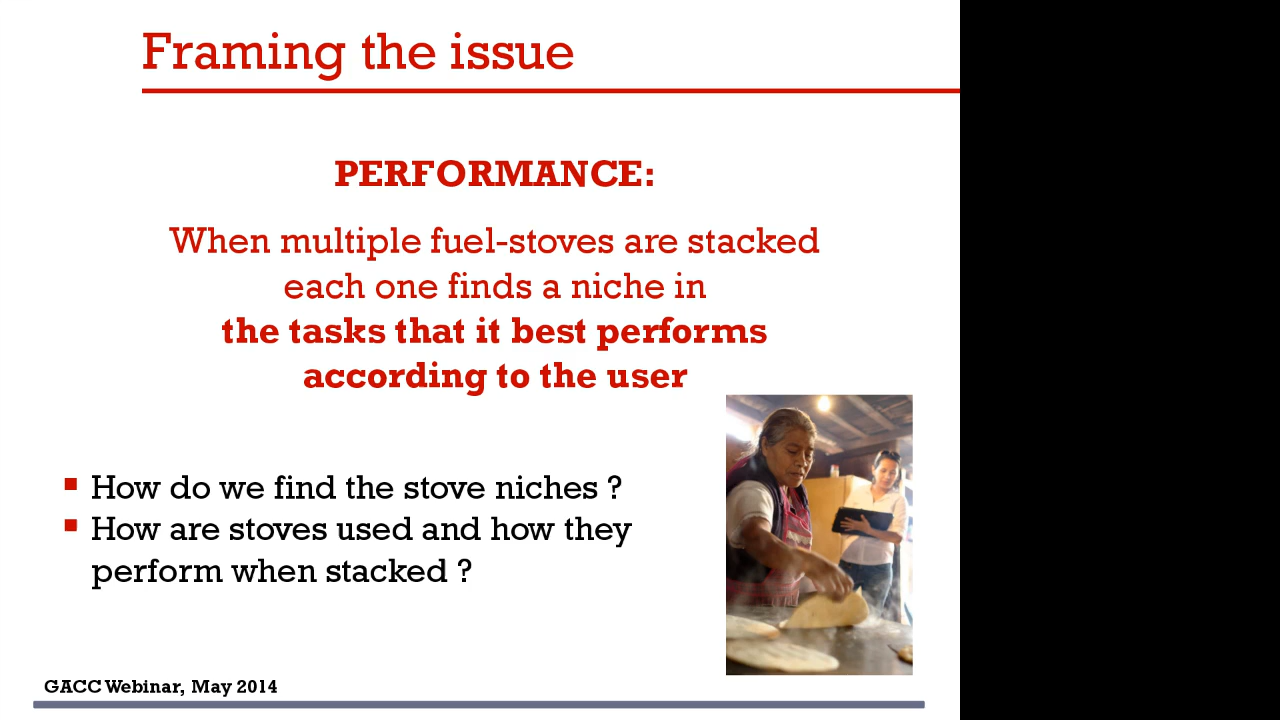 Framing the issue
PERFORMANCE:
When multiple fuel-stoves are stacked
each one finds a niche in
the tasks that it best performs
according to the user
How do we find the stove niches ?
How are stoves used and how they
perform when stacked ?
GACC Webinar, May 2014